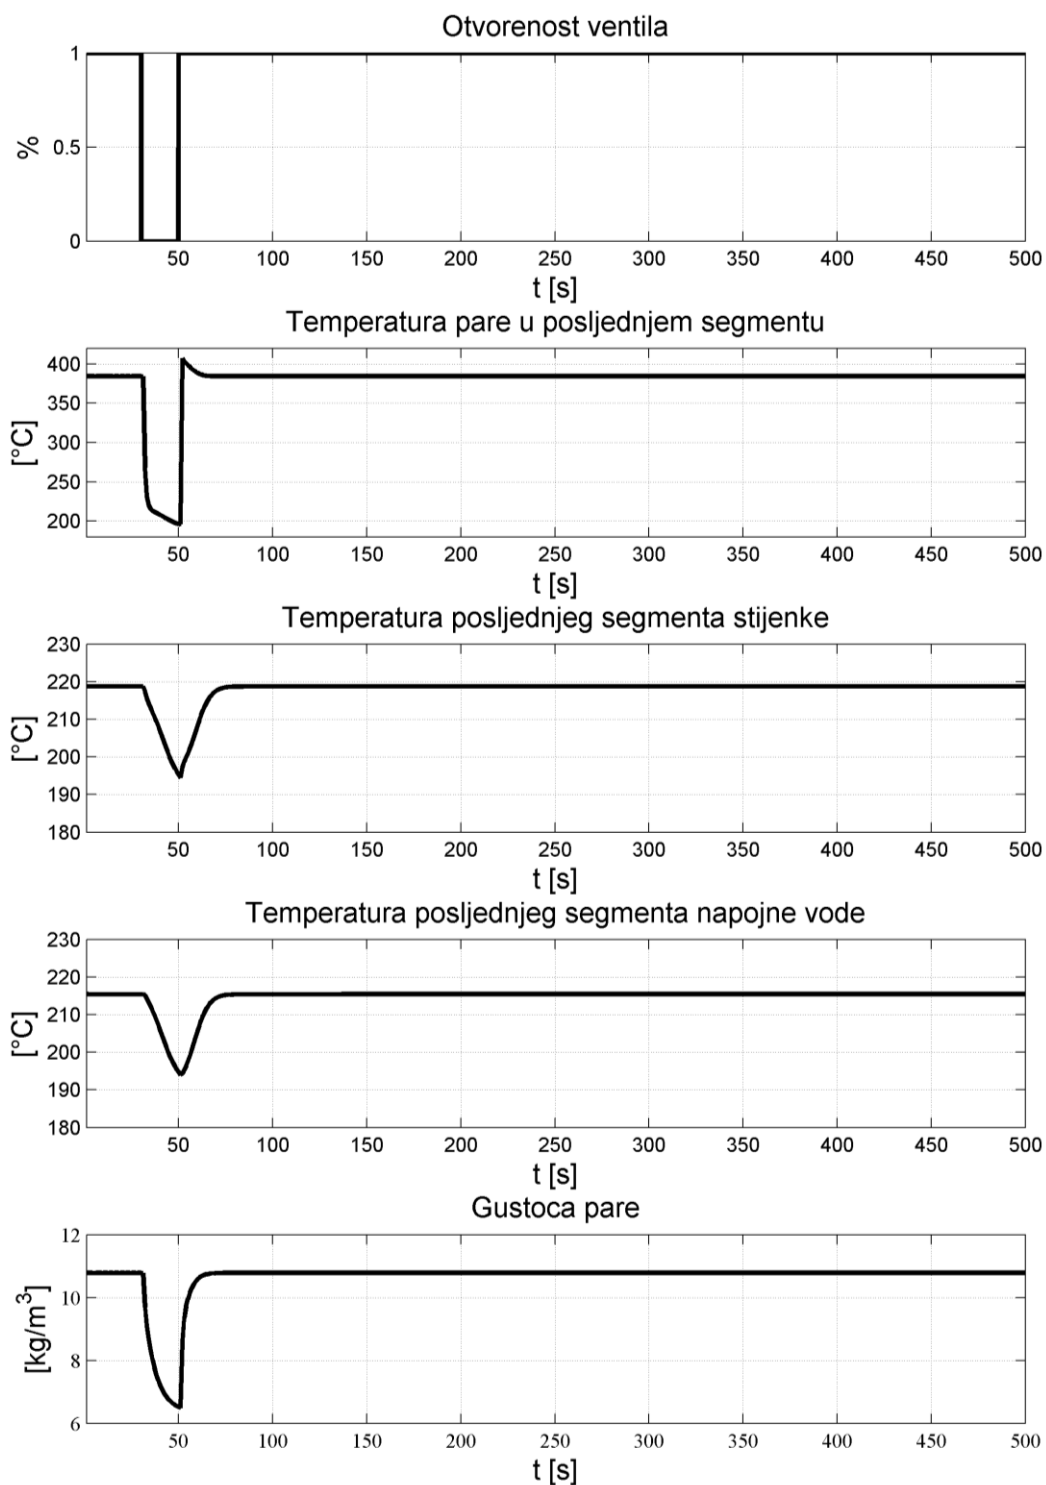 Otvorenost ventila
1
0.5
0
%
50 100 150 200 250 300 350 400 450 500
t [s]
Temperatura pare u posljednjem segmentu
400
350
300
250
200
[°C]
50 100 150 200 250 300 350 400 450 500
t [s]
Temperatura posljednjeg segmenta stijenke
230
220
210
200
190
180
[°C]
50 100 150 200 250 300 350 400 450 500
t [s]
Temperatura posljednjeg segmenta napojne vode
230
220
210
200
190
180
[°C]
50 100 150 200 250 300 350 400 450 500
t [s]
Gustoca pare
12
10
8
6
[kg/m³]
50 100 150 200 250 300 350 400 450 500
t [s]